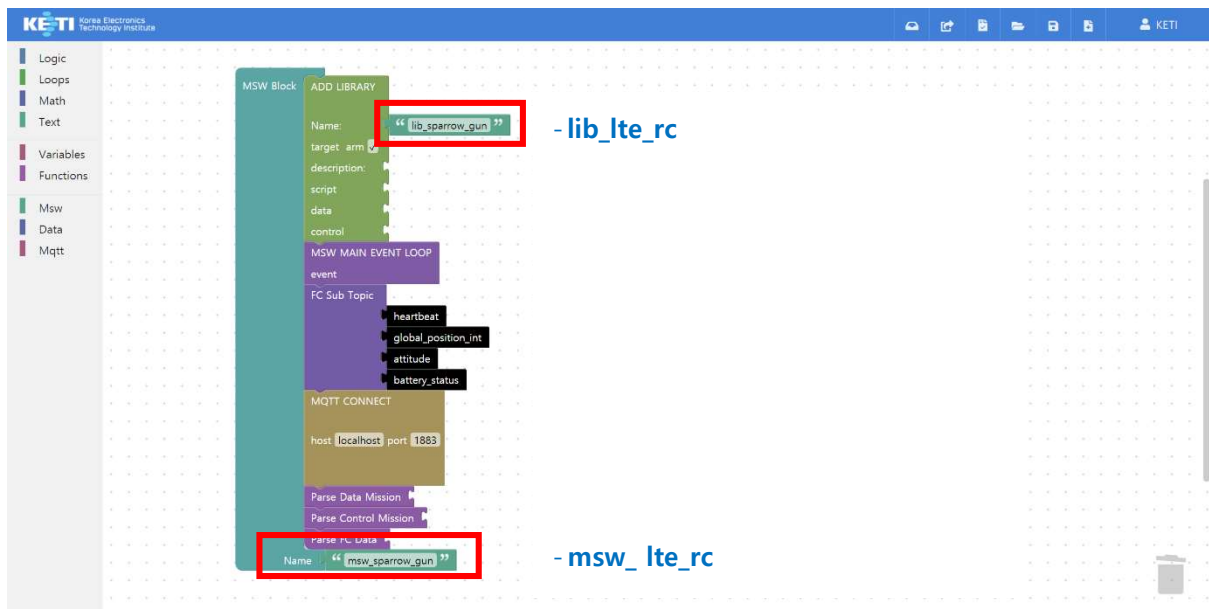 KETI Korea Electronics
Technology Institute
KETI
Logic
Loops
Math
Text
Variables
Functions
Msw
Data
Mqtt
MSW Block
ADD LIBRARY
Name: “ lib_sparrow_gun ”
target arm
description:
script
data
control
MSW MAIN EVENT LOOP
event
FC Sub Topic
heartbeat
global_position_int
attitude
battery_status
MQTT CONNECT
host localhost port 1883
Parse Data Mission
Parse Control Mission
Parse FC Data
Name “ msw_sparrow_gun ”
- lib_lte_rc
- msw_ lte_rc